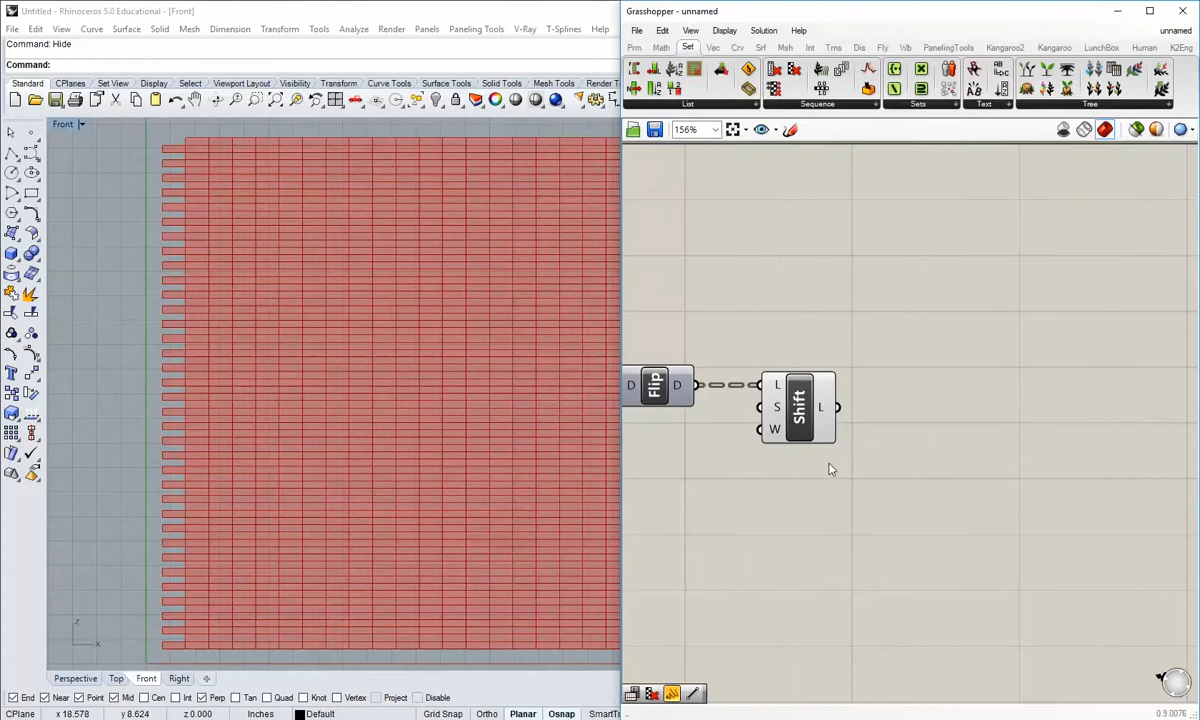 Untitled - Rhinoceros 5.0 Educational - [Front]
File Edit View Curve Surface Solid Mesh Dimension Transform Tools Analyze Render Panels V-Ray T-Splines Help
Command: Hide
Command:
Standard CPlanes Set View Display Select Viewport Layout Visibility Transform Curve Tools Surface Tools Solid Tools Mesh Tools Render To
Front
z
x
Perspective Top Front Right
End Near Point Mid Cen Int Perp Tan Quad Knot Vertex Project Disable
CPlane x 18.578 y 8.624 z 0.000 Inches Default Grid Snap Ortho Planar Osnap SmartTr
Grasshopper - unnamed
File Edit View Display Solution Help unnamed
Prm Math Set Vec Crv Srf Msh Int Trns Dis Fly Wb PanelingTools Kangaroo2 Kangaroo LunchBox Human K2Eng
List Sequence Sets Text Tree
156%
D Flip D
L S W Shift L
0.9.0076